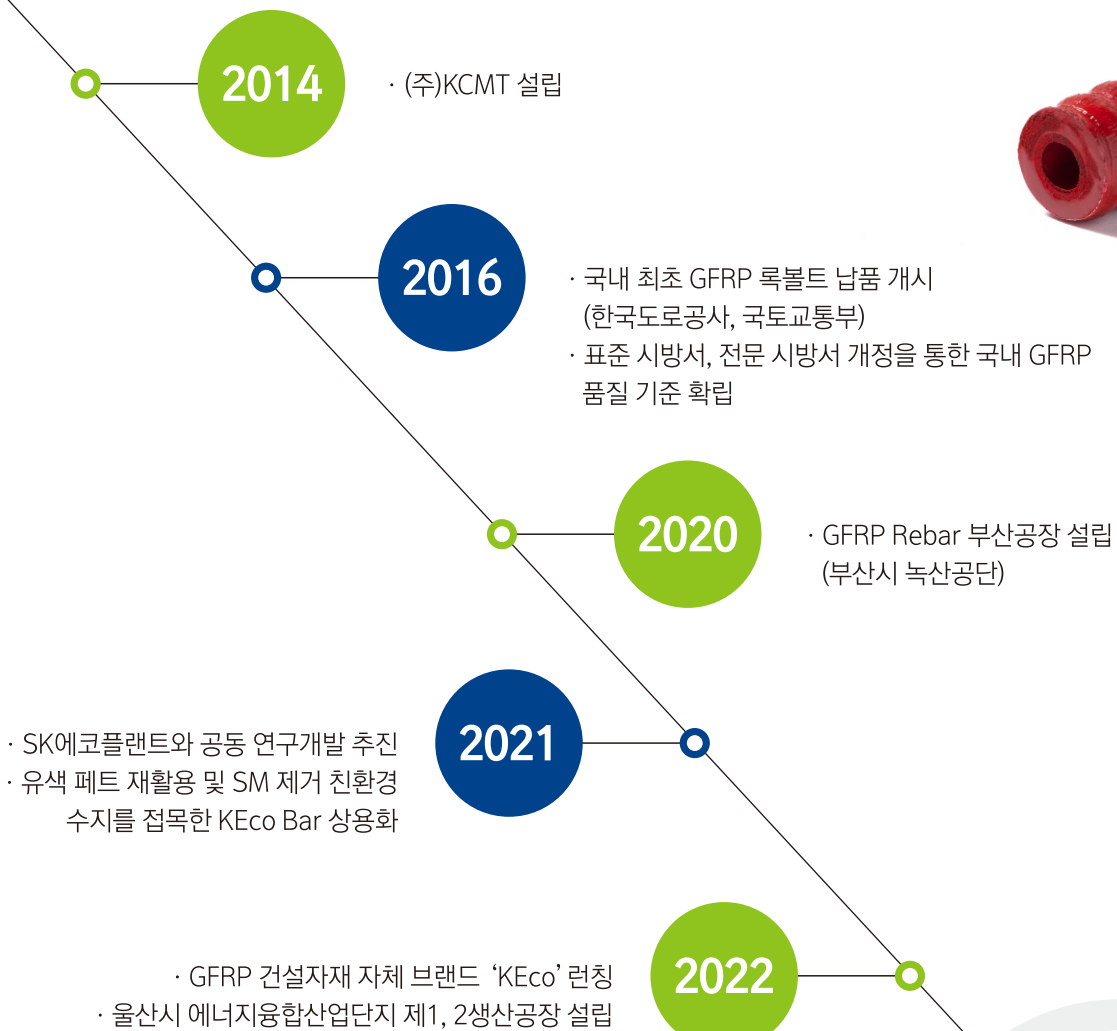 2014
· (주)KCMT 설립
2016
· 국내 최초 GFRP 록볼트 납품 개시
(한국도로공사, 국토교통부)
· 표준 시방서, 전문 시방서 개정을 통한 국내 GFRP
품질 기준 확립
2020
· GFRP Rebar 부산공장 설립
(부산시 녹산공단)
2021
· SK에코플랜트와 공동 연구개발 추진
· 유색 페트 재활용 및 SM 제거 친환경
수지를 접목한 KEco Bar 상용화
2022
· GFRP 건설자재 자체 브랜드 ‘KEco’ 런칭
· 울산시 에너지융합산업단지 제1, 2생산공장 설립